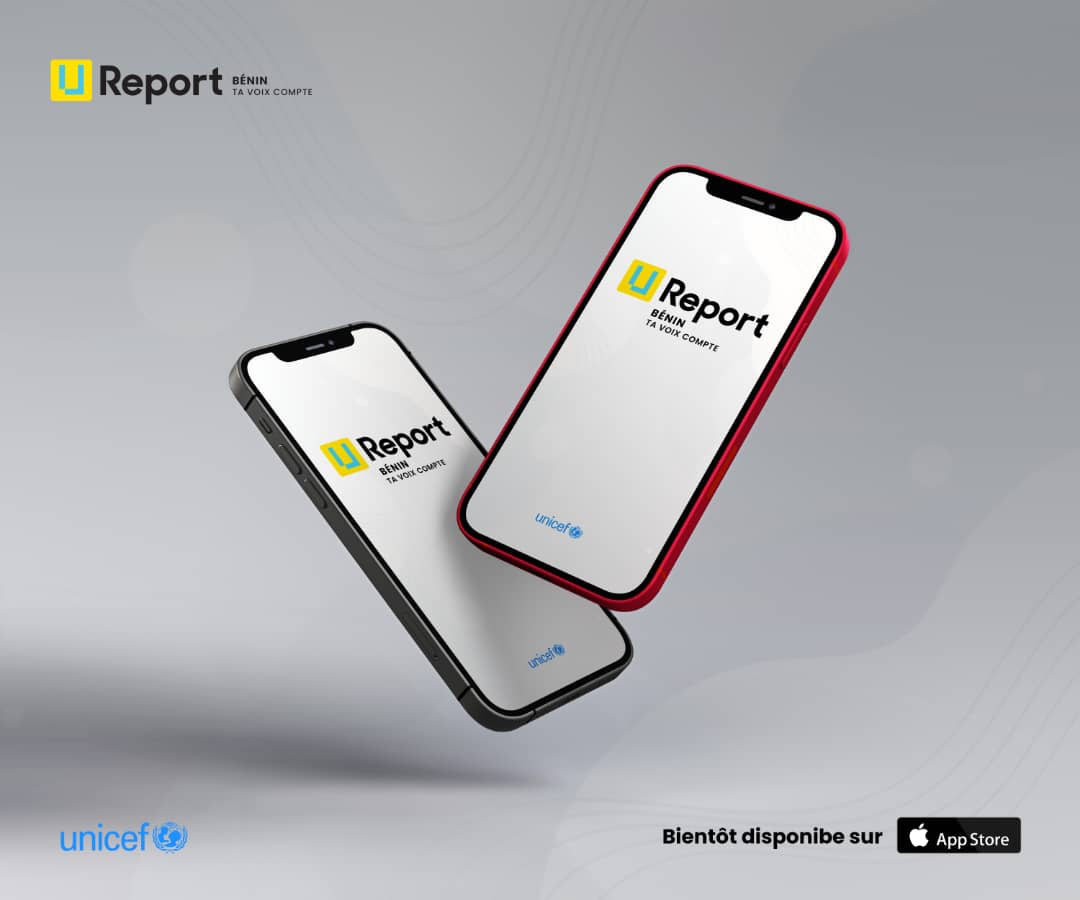 U Report BÉNIN
TA VOIX COMPTE
U Report
BÉNIN
TA VOIX COMPTE
unicef
U Report
BÉNIN
TA VOIX COMPTE
unicef
unicef
Bientôt disponibe sur
App Store